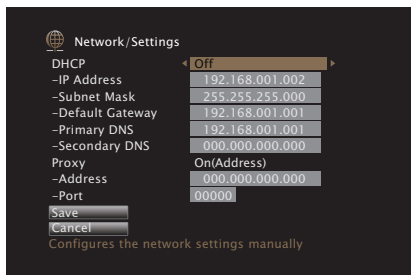 Network/Settings
DHCP Off
-IP Address 192.168.001.002
-Subnet Mask 255.255.255.000
-Default Gateway 192.168.001.001
-Primary DNS 192.168.001.001
-Secondary DNS 000.000.000.000
Proxy On(Address)
-Address 000.000.000.000
-Port 00000
Save
Cancel
Configures the network settings manually